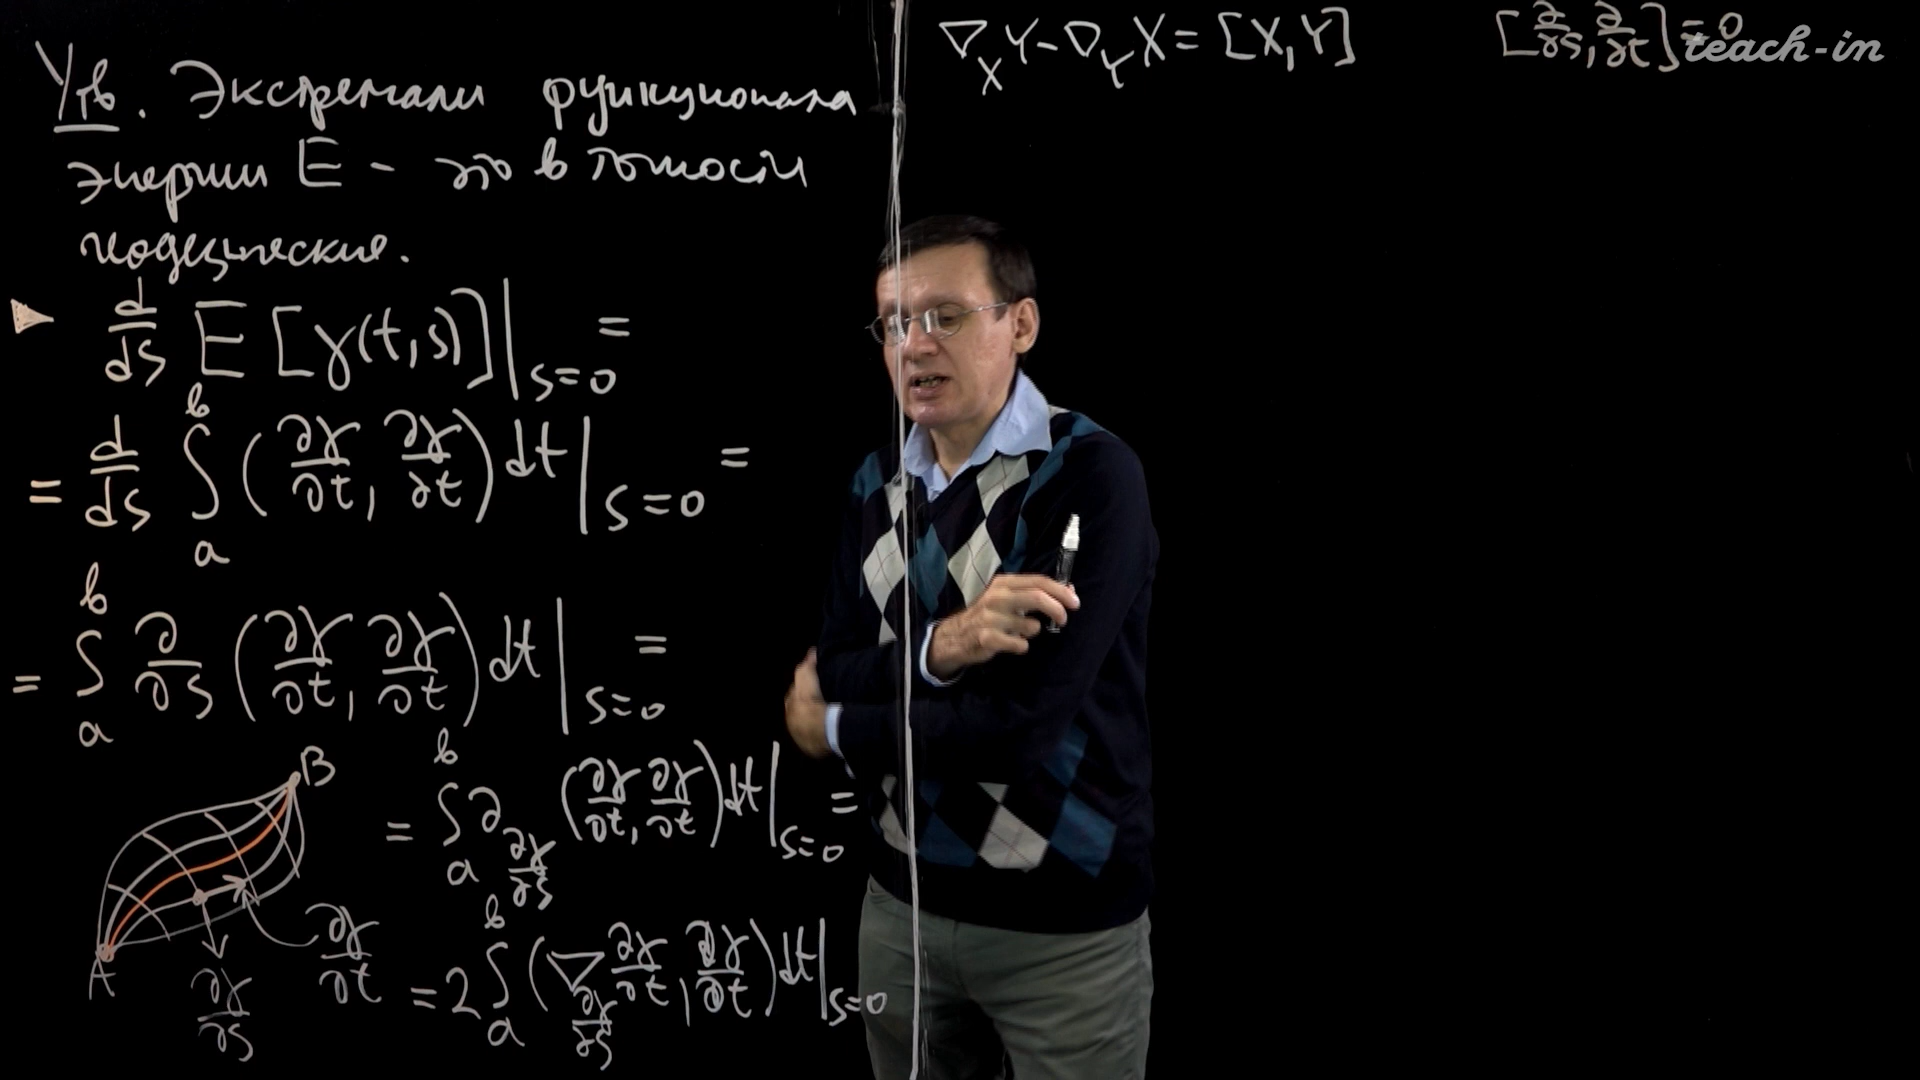 Утв. Экстремали функционала
энергии E - это в точности
геодезические.
d/ds E [γ(t,s)]|_{s=0} =
= d/ds ∫_a^b (∂γ/∂t, ∂γ/∂t) dt|_{s=0} =
= ∫_a^b ∂/∂s (∂γ/∂t, ∂γ/∂t) dt|_{s=0} =
= ∫_a^b ∂_{∂γ/∂s} (∂γ/∂t, ∂γ/∂t) dt|_{s=0} =
= 2 ∫_a^b (∇_{∂γ/∂s} ∂γ/∂t, ∂γ/∂t) dt|_{s=0}
B
A
∂γ/∂s
∂γ/∂t
∇_X Y - ∇_Y X = [X, Y]
[∂/∂s, ∂/∂t] = 0
teach-in